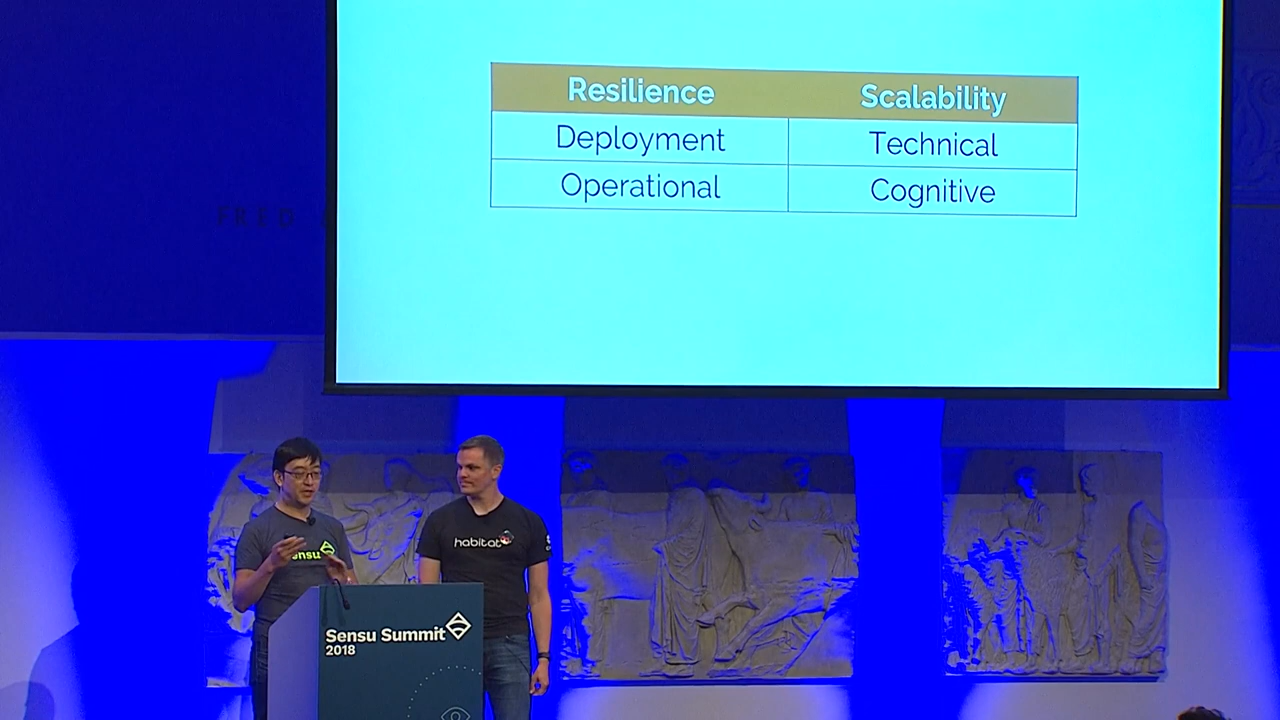 Resilience Scalability
Deployment Technical
Operational Cognitive
sensu
habitat
Sensu Summit
2018